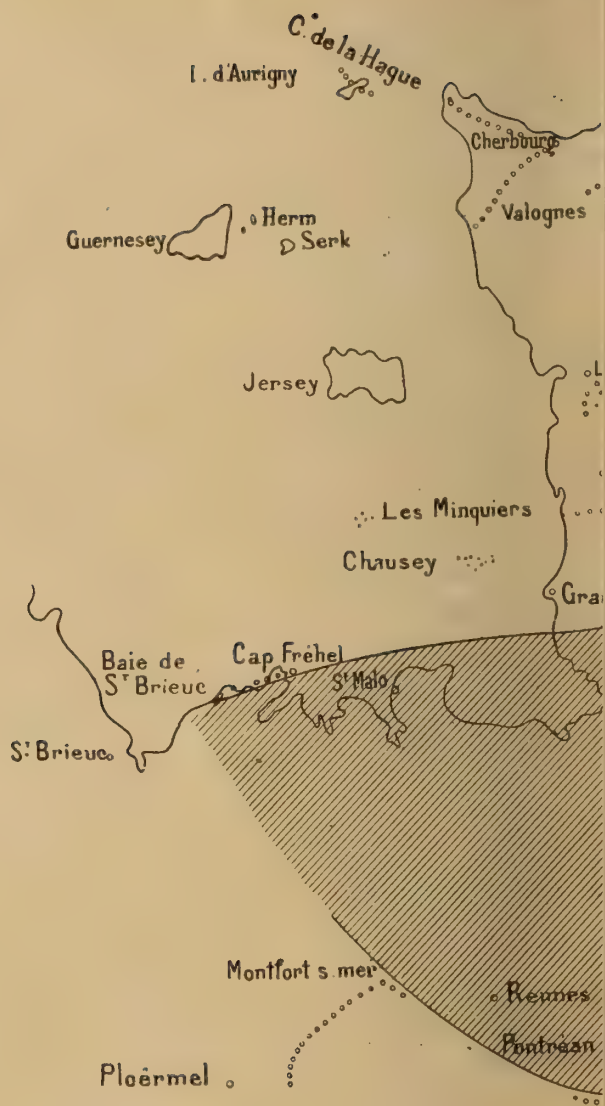 C. de la Hague
I. d'Aurigny
Cherbourg
Valognes
Herm
Guernesey
Serk
L
Jersey
Les Minquiers
Chausey
Gra
Cap Fréhel
Baie de
St Brieuc
St Malo
St Brieuc
Montfort s. mer
Rennes
Pontréan
Ploërmel